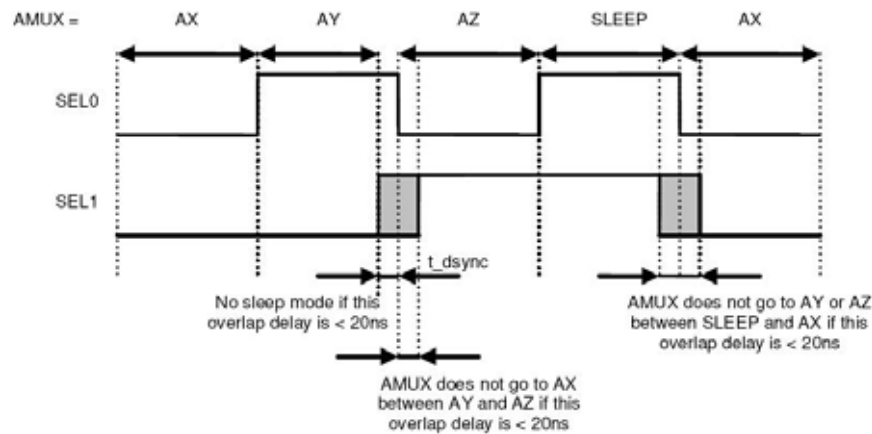 AMUX = AX AY AZ SLEEP AX
SEL0
SEL1
t_dsync
No sleep mode if this
overlap delay is < 20ns
AMUX does not go to AY or AZ
between SLEEP and AX if this
overlap delay is < 20ns
AMUX does not go to AX
between AY and AZ if this
overlap delay is < 20ns